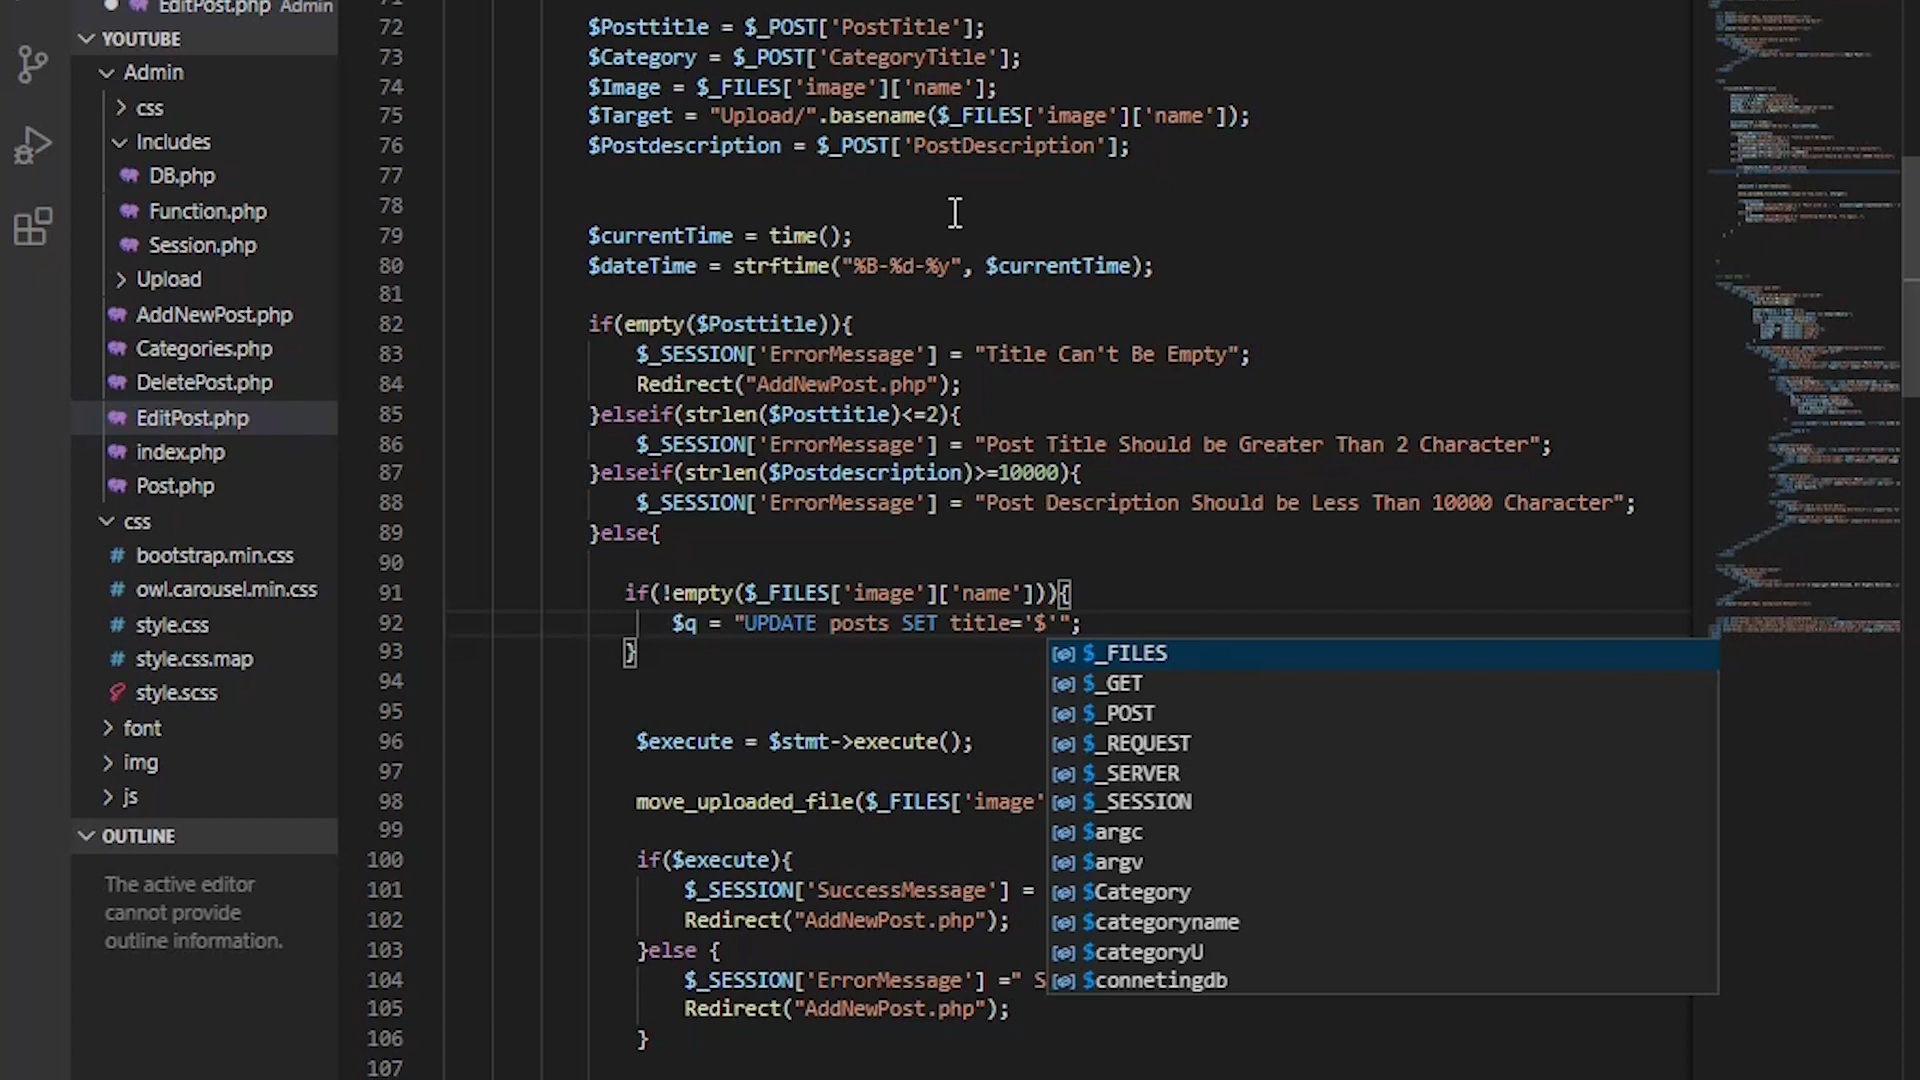 EditPost.php Admin
YOUTUBE
Admin
css
Includes
DB.php
Function.php
Session.php
Upload
AddNewPost.php
Categories.php
DeletePost.php
EditPost.php
index.php
Post.php
css
# bootstrap.min.css
# owl.carousel.min.css
# style.css
# style.css.map
style.scss
font
img
js
OUTLINE
The active editor
cannot provide
outline information.
72 $Posttitle = $_POST['PostTitle'];
73 $Category = $_POST['CategoryTitle'];
74 $Image = $_FILES['image']['name'];
75 $Target = "Upload/".basename($_FILES['image']['name']);
76 $Postdescription = $_POST['PostDescription'];
77
78
79 $currentTime = time();
80 $dateTime = strftime("%B-%d-%y", $currentTime);
81
82 if(empty($Posttitle)){
83 $_SESSION['ErrorMessage'] = "Title Can't Be Empty";
84 Redirect("AddNewPost.php");
85 }elseif(strlen($Posttitle)<=2){
86 $_SESSION['ErrorMessage'] = "Post Title Should be Greater Than 2 Character";
87 }elseif(strlen($Postdescription)>=10000){
88 $_SESSION['ErrorMessage'] = "Post Description Should be Less Than 10000 Character";
89 }else{
90
91 if(!empty($_FILES['image']['name'])){
92 $q = "UPDATE posts SET title='$'";
93 }
94
95
96 $execute = $stmt->execute();
97
98 move_uploaded_file($_FILES['image'
99
100 if($execute){
101 $_SESSION['SuccessMessage'] =
102 Redirect("AddNewPost.php");
103 }else {
104 $_SESSION['ErrorMessage'] =" S
105 Redirect("AddNewPost.php");
106 }
107
$_FILES
$_GET
$_POST
$_REQUEST
$_SERVER
$_SESSION
$argc
$argv
$Category
$categoryname
$categoryU
$connetingdb